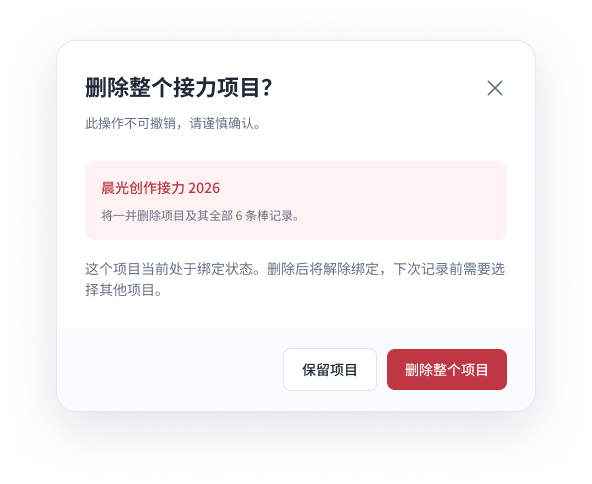 删除整个接力项目？
此操作不可撤销，请谨慎确认。
晨光创作接力 2026
将一并删除项目及其全部 6 条棒记录。
这个项目当前处于绑定状态。删除后将解除绑定，下次记录前需要选
择其他项目。
保留项目
删除整个项目